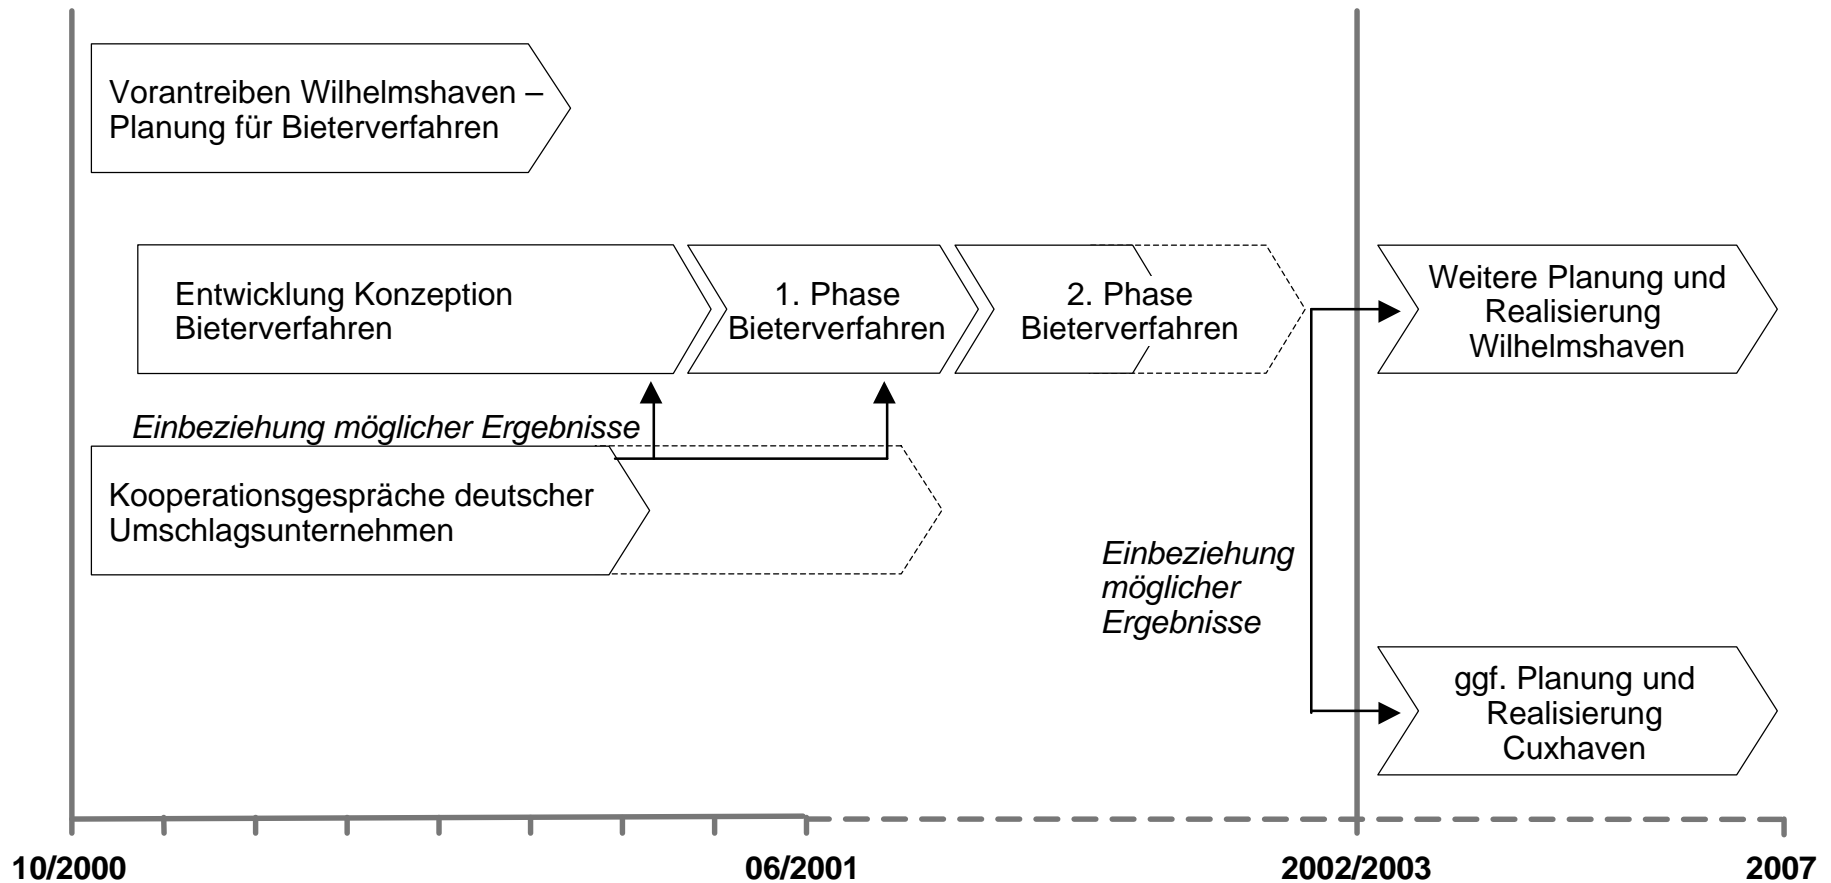 Vorantreiben Wilhelmshaven –
Planung für Bieterverfahren
Entwicklung Konzeption
Bieterverfahren
1. Phase
Bieterverfahren
2. Phase
Bieterverfahren
Weitere Planung und
Realisierung
Wilhelmshaven
Einbeziehung möglicher Ergebnisse
Kooperationsgespräche deutscher
Umschlagsunternehmen
Einbeziehung
möglicher
Ergebnisse
ggf. Planung und
Realisierung
Cuxhaven
10/2000
06/2001
2002/2003
2007